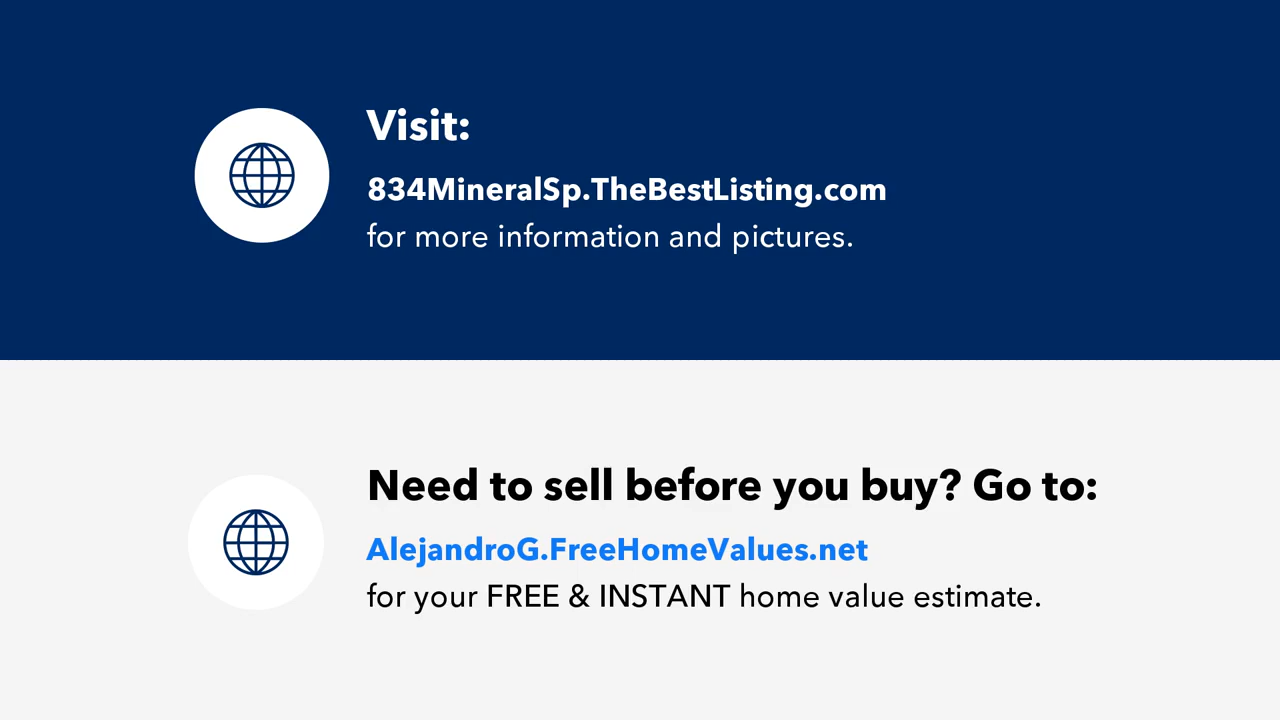 Visit:
834MineralSp.TheBestListing.com
for more information and pictures.
Need to sell before you buy? Go to:
AlejandroG.FreeHomeValues.net
for your FREE & INSTANT home value estimate.